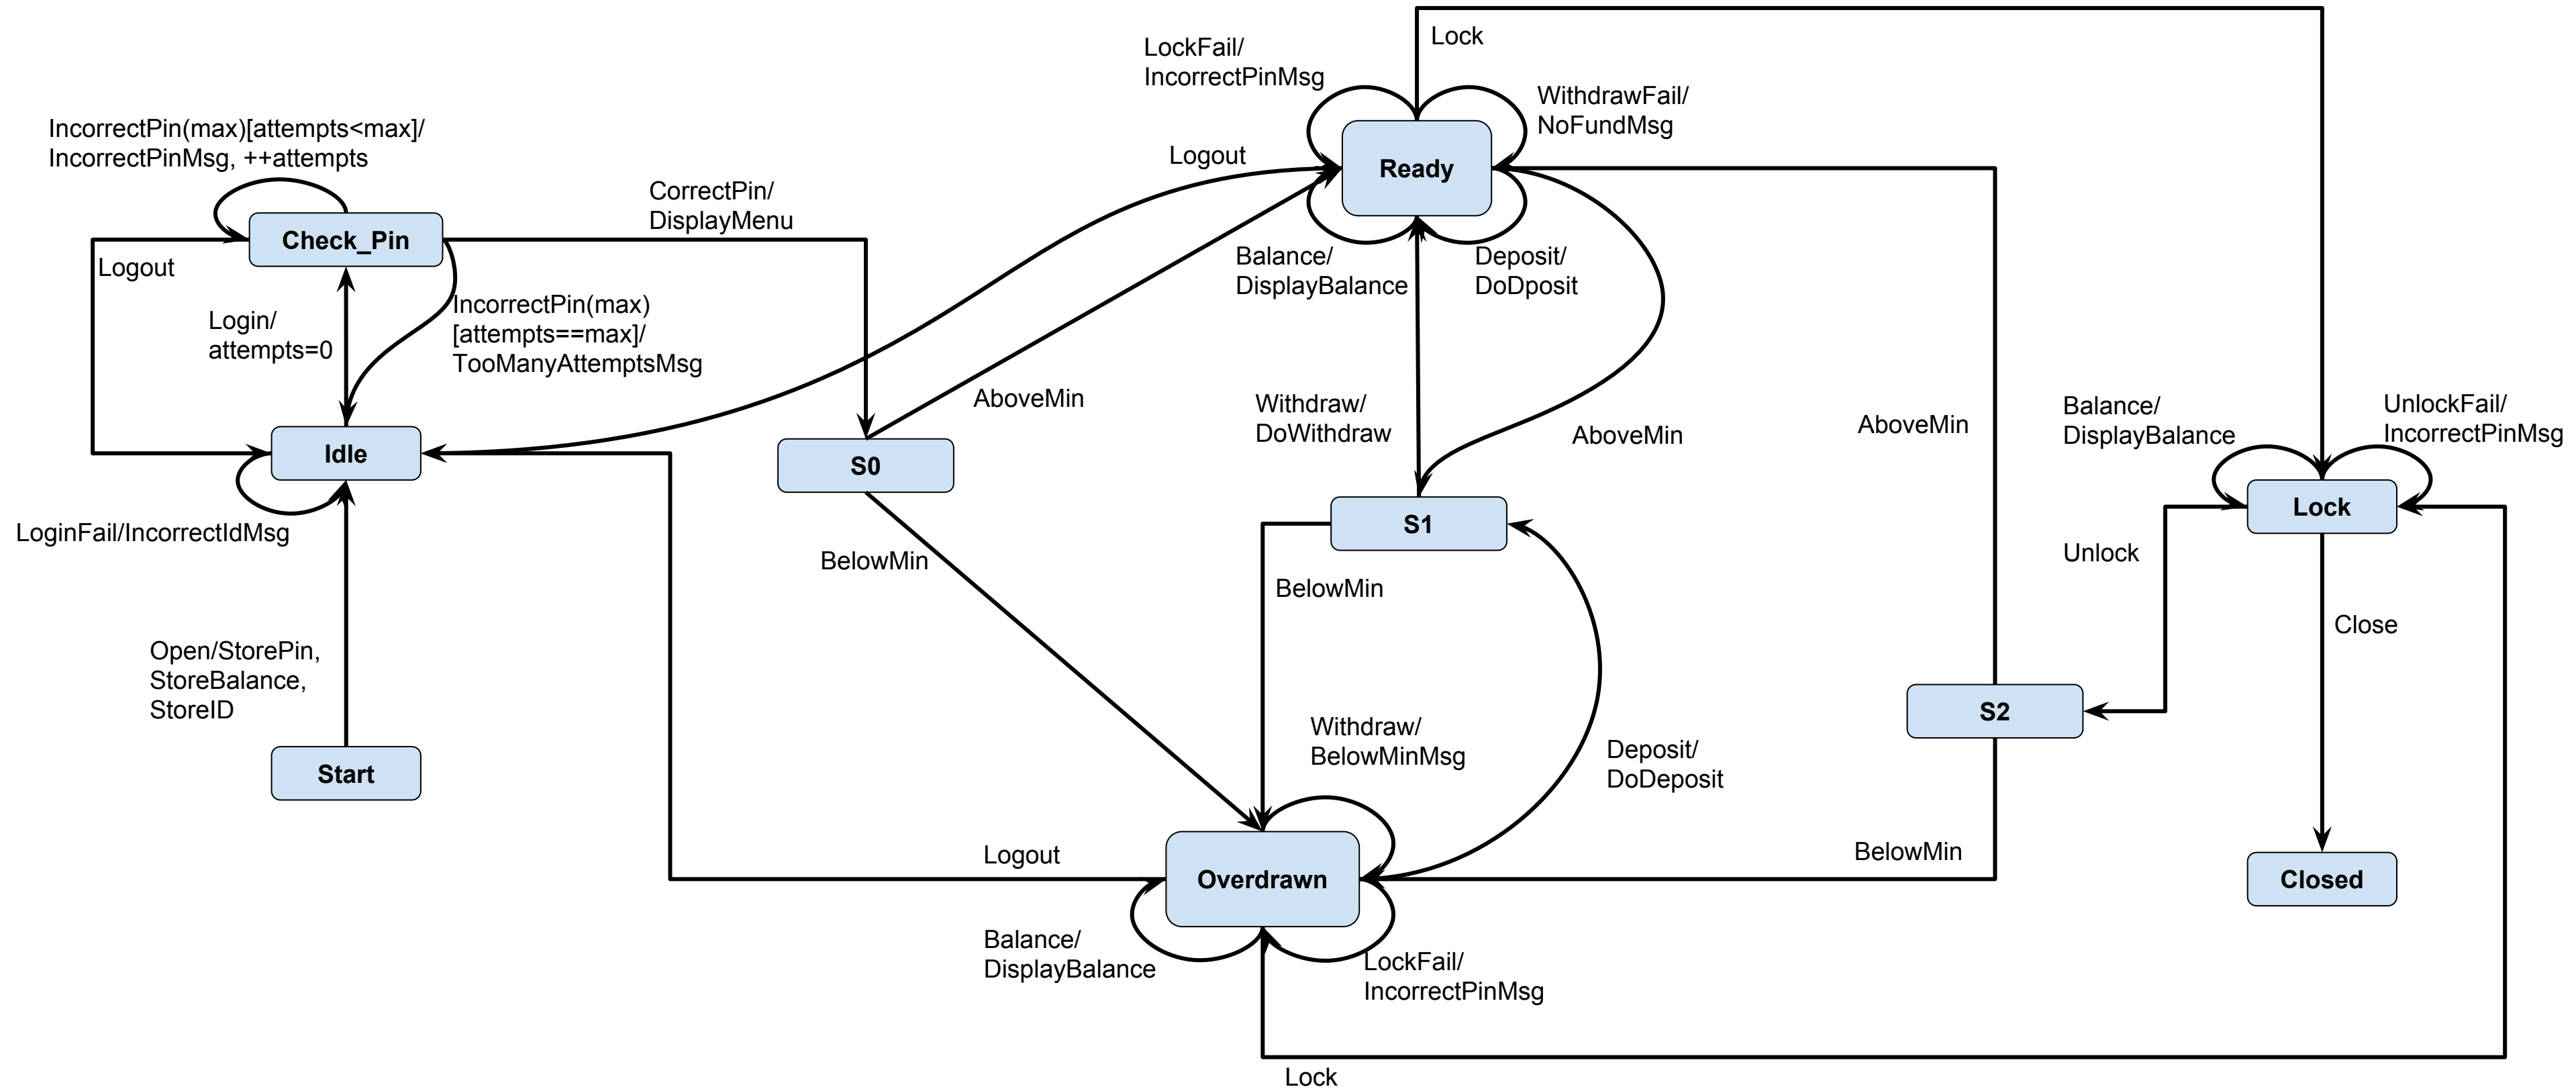 Lock
LockFail/
IncorrectPinMsg
WithdrawFail/
NoFundMsg
IncorrectPin(max)[attempts<max]/
IncorrectPinMsg, ++attempts
Logout
Ready
CorrectPin/
DisplayMenu
Check_Pin
Logout
Balance/
DisplayBalance
Deposit/
DoDposit
Login/
attempts=0
IncorrectPin(max)
[attempts==max]/
TooManyAttemptsMsg
AboveMin
Withdraw/
DoWithdraw
AboveMin
AboveMin
Balance/
DisplayBalance
UnlockFail/
IncorrectPinMsg
Idle
S0
S1
Lock
LoginFail/IncorrectIdMsg
BelowMin
BelowMin
Unlock
Close
Open/StorePin,
StoreBalance,
StoreID
S2
Withdraw/
BelowMinMsg
Deposit/
DoDeposit
Start
Logout
BelowMin
Overdrawn
Closed
Balance/
DisplayBalance
LockFail/
IncorrectPinMsg
Lock